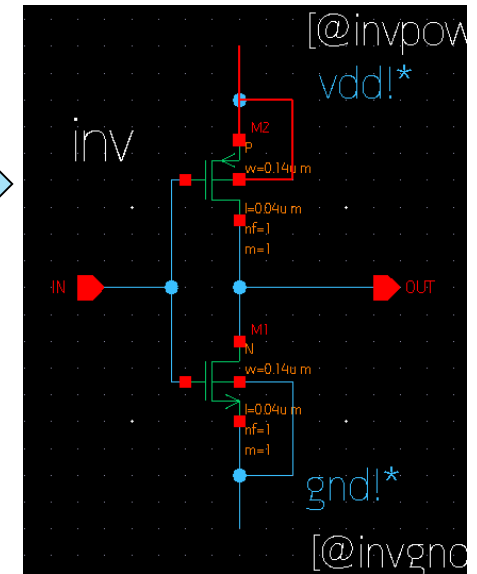 [@invpow
vdd!*
inv
M2
P
w=0.14u m
l=0.04u m
nf=1
m=1
IN
OUT
M1
N
w=0.14u m
l=0.04u m
nf=1
m=1
gnd!*
[@invgnd